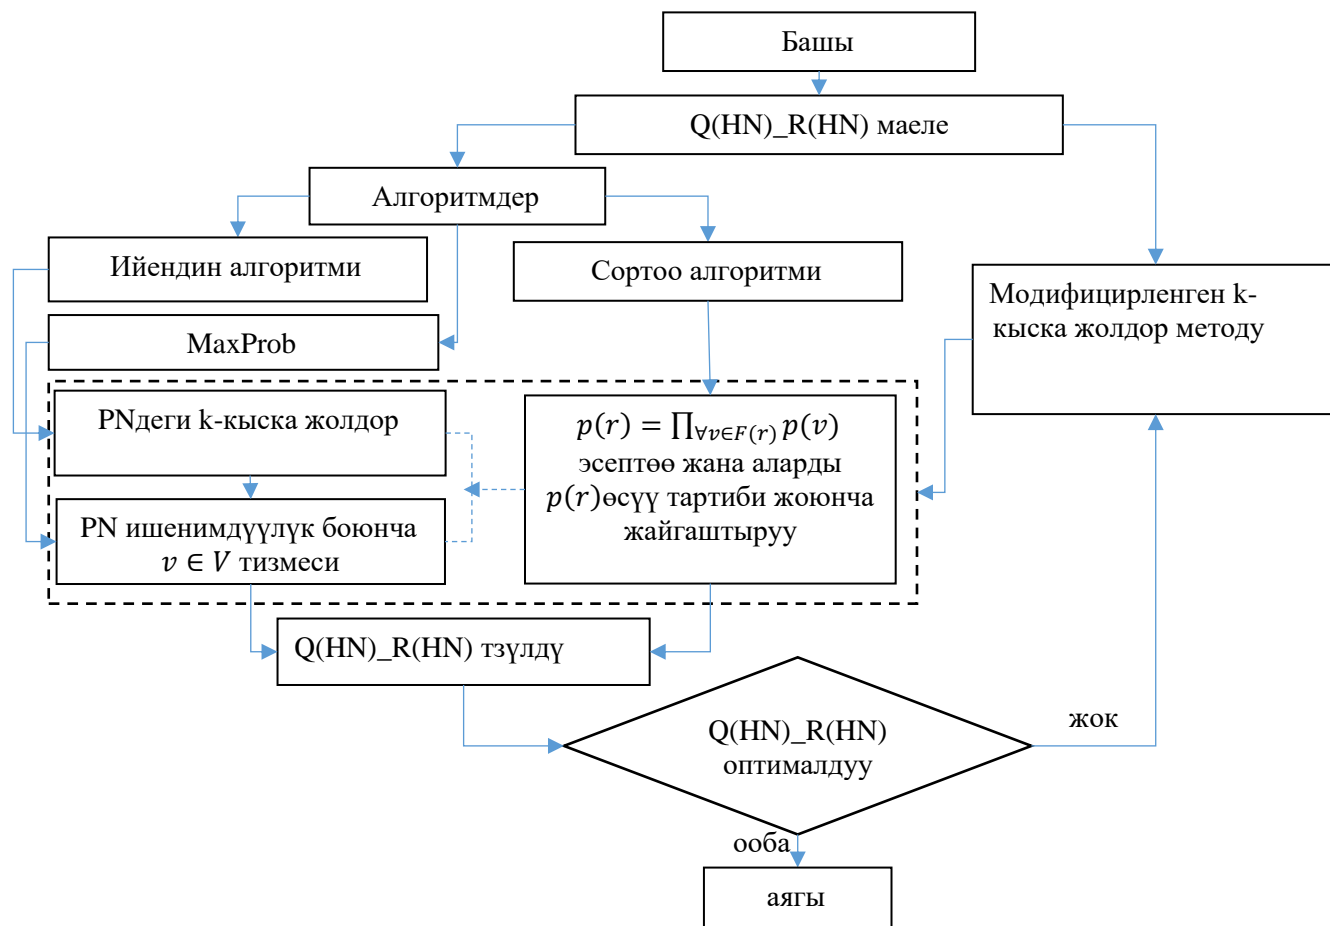 Башы
Q(HN)_R(HN) маеле
Алгоритмдер
Ийендин алгоритми
Сортоо алгоритми
Модифицирленген k-
кыска жолдор методу
MaxProb
PNдеги k-кыска жолдор
𝑝(𝑟) = ∏∀𝑣∈𝐹(𝑟) 𝑝(𝑣)
эсептөө жана аларды
𝑝(𝑟)өсүү тартиби жоюнча
жайгаштыруу
PN ишенимдүүлүк боюнча
𝑣 ∈ 𝑉 тизмеси
Q(HN)_R(HN) тзүлдү
Q(HN)_R(HN)
оптималдуу
жок
ооба
аягы